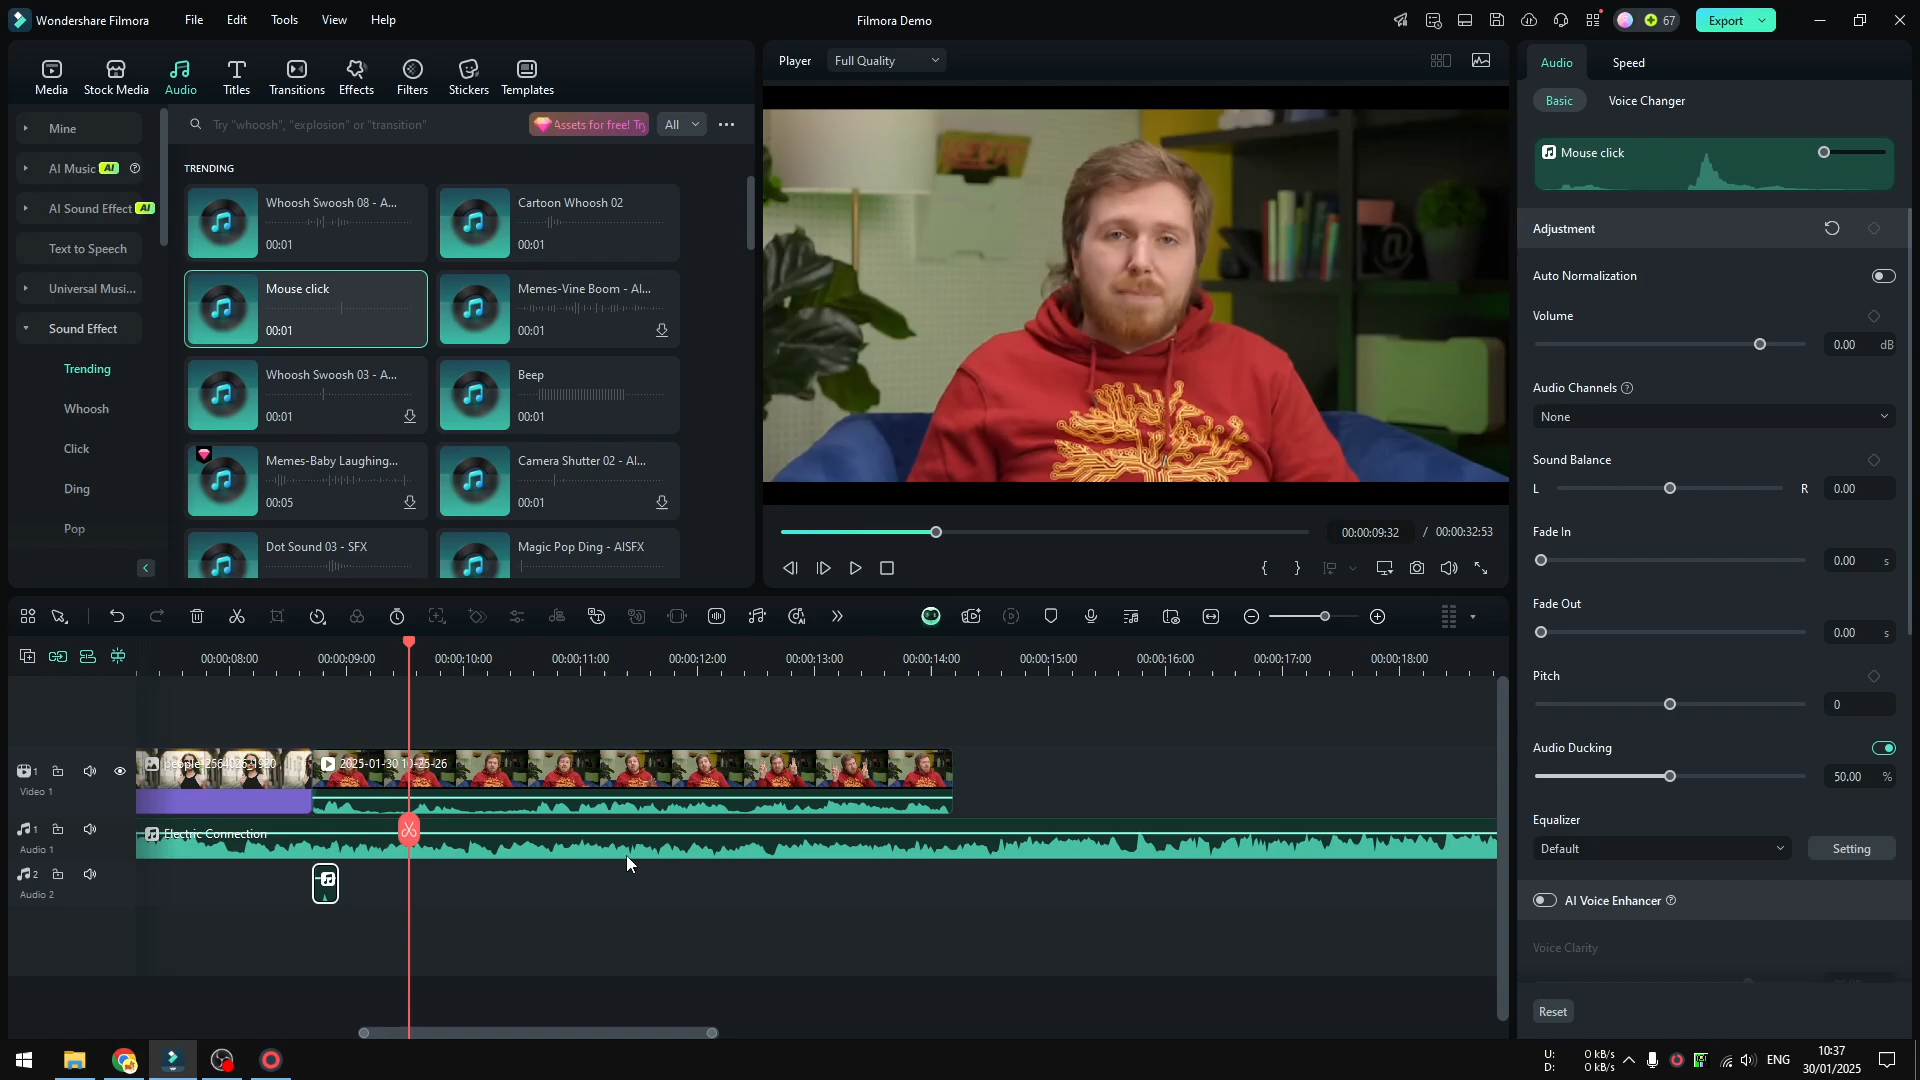 Wondershare Filmora
File
Edit
Tools
View
Help
Filmora Demo
67
Export
Media
Stock Media
Audio
Titles
Transitions
Effects
Filters
Stickers
Templates
Mine
AI Music AI
AI Sound Effect AI
Text to Speech
Universal Musi...
Sound Effect
Trending
Whoosh
Click
Ding
Pop
Try "whoosh", "explosion" or "transition"
Assets for free! Try
All
TRENDING
Whoosh Swoosh 08 - A...
00:01
Cartoon Whoosh 02
00:01
Mouse click
00:01
Memes-Vine Boom - AI...
00:01
Whoosh Swoosh 03 - A...
00:01
Beep
00:01
Memes-Baby Laughing...
00:05
Camera Shutter 02 - AI...
00:01
Dot Sound 03 - SFX
Magic Pop Ding - AISFX
Player
Full Quality
00:00:09:32 / 00:00:32:53
Audio
Speed
Basic
Voice Changer
Mouse click
Adjustment
Auto Normalization
Volume
0.00 dB
Audio Channels
None
Sound Balance
L
R
0.00
Fade In
0.00 s
Fade Out
0.00 s
Pitch
0
Audio Ducking
50.00 %
Equalizer
Default
Setting
AI Voice Enhancer
Voice Clarity
Reset
00:00:08:00
00:00:09:00
00:00:10:00
00:00:11:00
00:00:12:00
00:00:13:00
00:00:14:00
00:00:15:00
00:00:16:00
00:00:17:00
00:00:18:00
1
Video 1
people-2564026_1920
2025-01-30 10-25-26
1
Audio 1
Electric Connection
2
Audio 2
U: 0 kB/s
D: 0 kB/s
ENG
10:37
30/01/2025